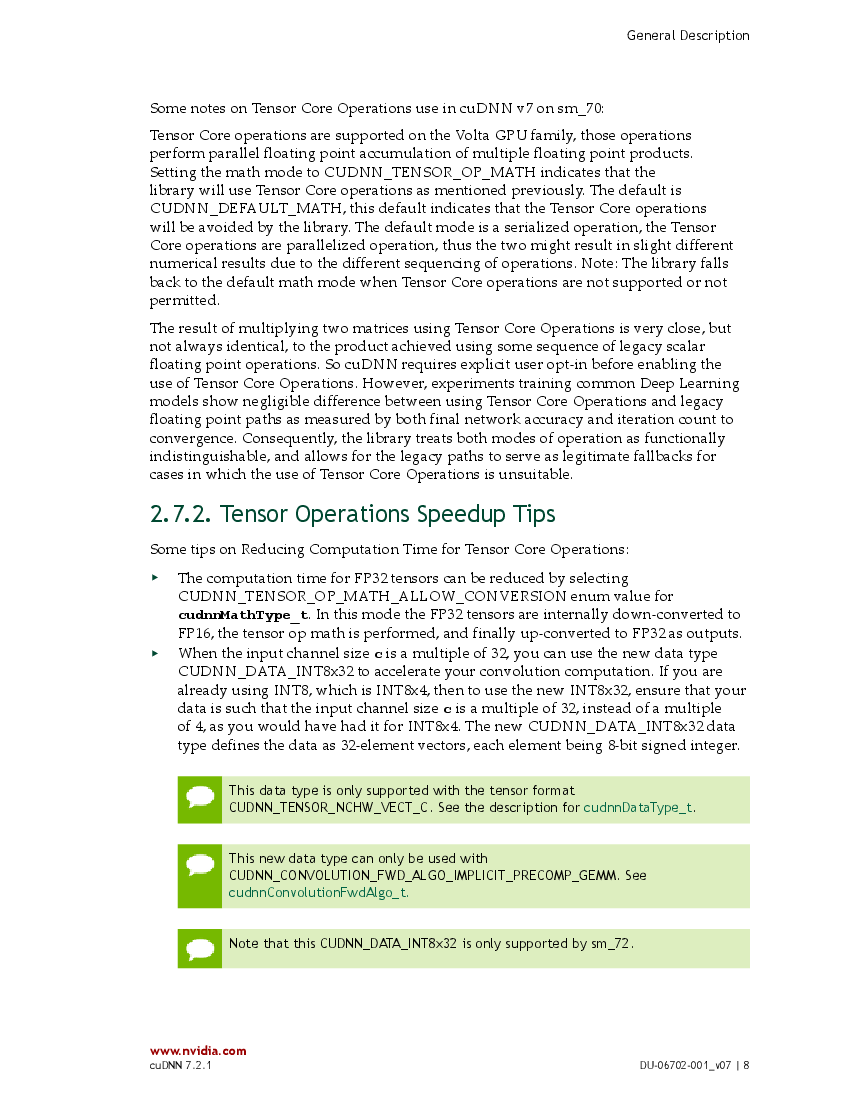 General Description
Some notes on Tensor Core Operations use in cuDNN v7 on sm_70:
Tensor Core operations are supported on the Volta GPU family, those operations
perform parallel floating point accumulation of multiple floating point products.
Setting the math mode to CUDNN_TENSOR_OP_MATH indicates that the
library will use Tensor Core operations as mentioned previously. The default is
CUDNN_DEFAULT_MATH, this default indicates that the Tensor Core operations
will be avoided by the library. The default mode is a serialized operation, the Tensor
Core operations are parallelized operation, thus the two might result in slight different
numerical results due to the different sequencing of operations. Note: The library falls
back to the default math mode when Tensor Core operations are not supported or not
permitted.
The result of multiplying two matrices using Tensor Core Operations is very close, but
not always identical, to the product achieved using some sequence of legacy scalar
floating point operations. So cuDNN requires explicit user opt-in before enabling the
use of Tensor Core Operations. However, experiments training common Deep Learning
models show negligible difference between using Tensor Core Operations and legacy
floating point paths as measured by both final network accuracy and iteration count to
convergence. Consequently, the library treats both modes of operation as functionally
indistinguishable, and allows for the legacy paths to serve as legitimate fallbacks for
cases in which the use of Tensor Core Operations is unsuitable.
2.7.2. Tensor Operations Speedup Tips
Some tips on Reducing Computation Time for Tensor Core Operations:
‣ The computation time for FP32 tensors can be reduced by selecting
CUDNN_TENSOR_OP_MATH_ALLOW_CONVERSION enum value for
cudnnMathType_t. In this mode the FP32 tensors are internally down-converted to
FP16, the tensor op math is performed, and finally up-converted to FP32 as outputs.
‣ When the input channel size c is a multiple of 32, you can use the new data type
CUDNN_DATA_INT8x32 to accelerate your convolution computation. If you are
already using INT8, which is INT8x4, then to use the new INT8x32, ensure that your
data is such that the input channel size c is a multiple of 32, instead of a multiple
of 4, as you would have had it for INT8x4. The new CUDNN_DATA_INT8x32 data
type defines the data as 32-element vectors, each element being 8-bit signed integer.
This data type is only supported with the tensor format
CUDNN_TENSOR_NCHW_VECT_C. See the description for cudnnDataType_t.
This new data type can only be used with
CUDNN_CONVOLUTION_FWD_ALGO_IMPLICIT_PRECOMP_GEMM. See
cudnnConvolutionFwdAlgo_t.
Note that this CUDNN_DATA_INT8x32 is only supported by sm_72.
www.nvidia.com
cuDNN 7.2.1
DU-06702-001_v07 | 8